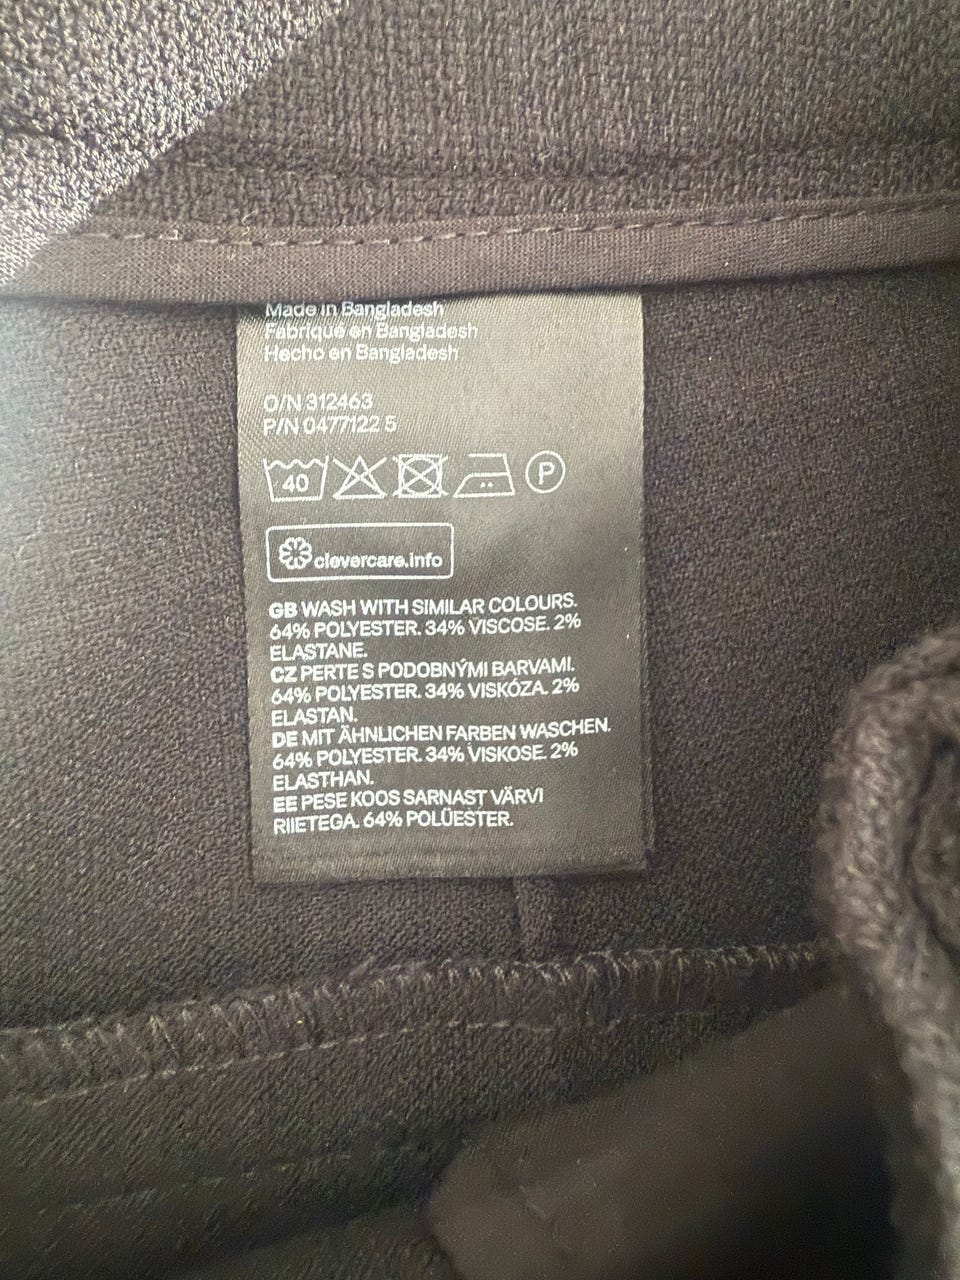 Made in Bangladesh
Fabriqué en Bangladesh
Hecho en Bangladesh
O/N 312463
P/N 0477122 5
40 P
clevercare.info
GB WASH WITH SIMILAR COLOURS.
64% POLYESTER. 34% VISCOSE. 2%
ELASTANE.
CZ PERTE S PODOBNÝMI BARVAMI.
64% POLYESTER. 34% VISKÓZA. 2%
ELASTAN.
DE MIT ÄHNLICHEN FARBEN WASCHEN.
64% POLYESTER. 34% VISKOSE. 2%
ELASTHAN.
EE PESE KOOS SARNAST VÄRVI
RIIETEGA. 64% POLÜESTER.